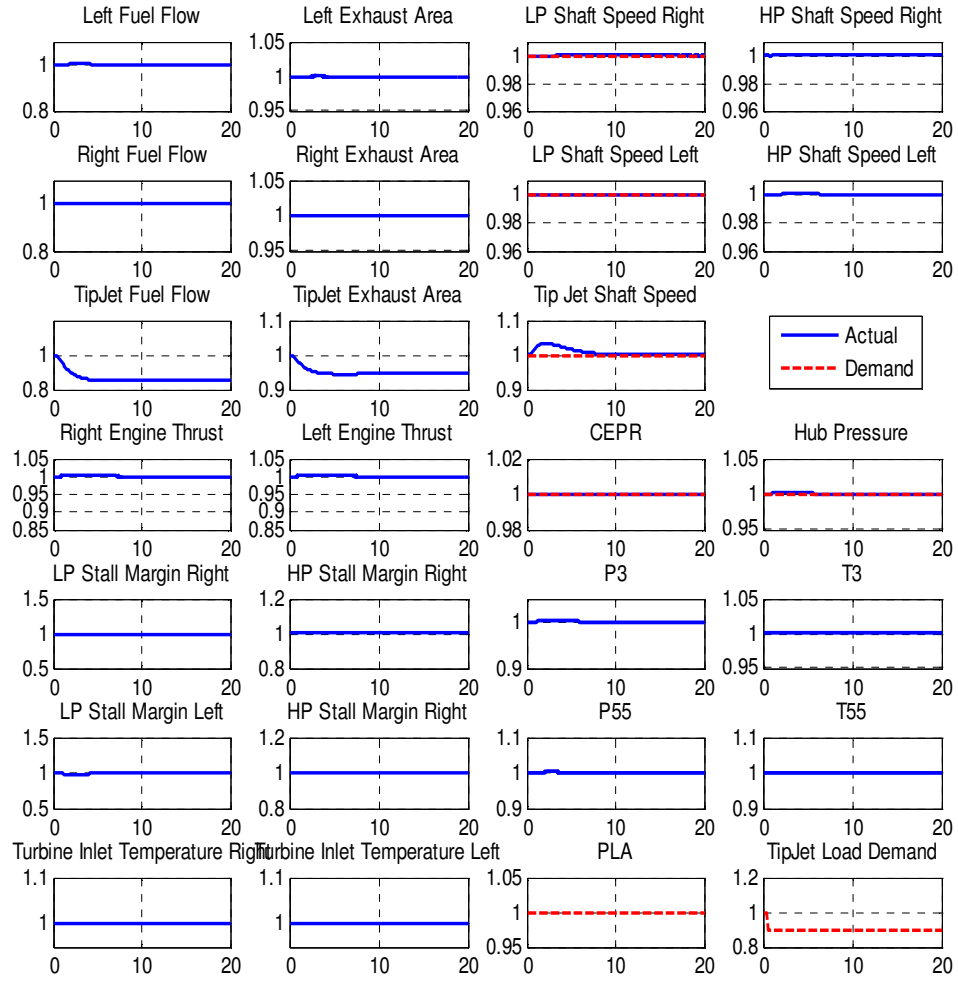 Left Fuel Flow Left Exhaust Area LP Shaft Speed Right HP Shaft Speed Right
1 0.8 0 10 20 1.05 1 0.95 0 10 20 1 0.98 0.96 0 10 20 1 0.98 0.96 0 10 20
Right Fuel Flow Right Exhaust Area LP Shaft Speed Left HP Shaft Speed Left
1 0.8 0 10 20 1.05 1 0.95 0 10 20 1 0.98 0.96 0 10 20 1 0.98 0.96 0 10 20
TipJet Fuel Flow TipJet Exhaust Area Tip Jet Shaft Speed
1 0.8 0 10 20 1.1 1 0.9 0 10 20 1.1 1 0.9 0 10 20
Actual
Demand
Right Engine Thrust Left Engine Thrust CEPR Hub Pressure
1.05 1 0.95 0.9 0.85 0 10 20 1.05 1 0.95 0.9 0.85 0 10 20 1.02 1 0.98 0 10 20 1.05 1 0.95 0 10 20
LP Stall Margin Right HP Stall Margin Right P3 T3
1.5 1 0.5 0 10 20 1.2 1 0.8 0 10 20 1 0.9 0 10 20 1.05 1 0.95 0 10 20
LP Stall Margin Left HP Stall Margin Right P55 T55
1.5 1 0.5 0 10 20 1.2 1 0.8 0 10 20 1.1 1 0.9 0 10 20 1.1 1 0.9 0 10 20
Turbine Inlet Temperature Right Turbine Inlet Temperature Left PLA TipJet Load Demand
1.1 1 0 10 20 1.1 1 0 10 20 1.05 1 0.95 0 10 20 1.2 1 0.8 0 10 20